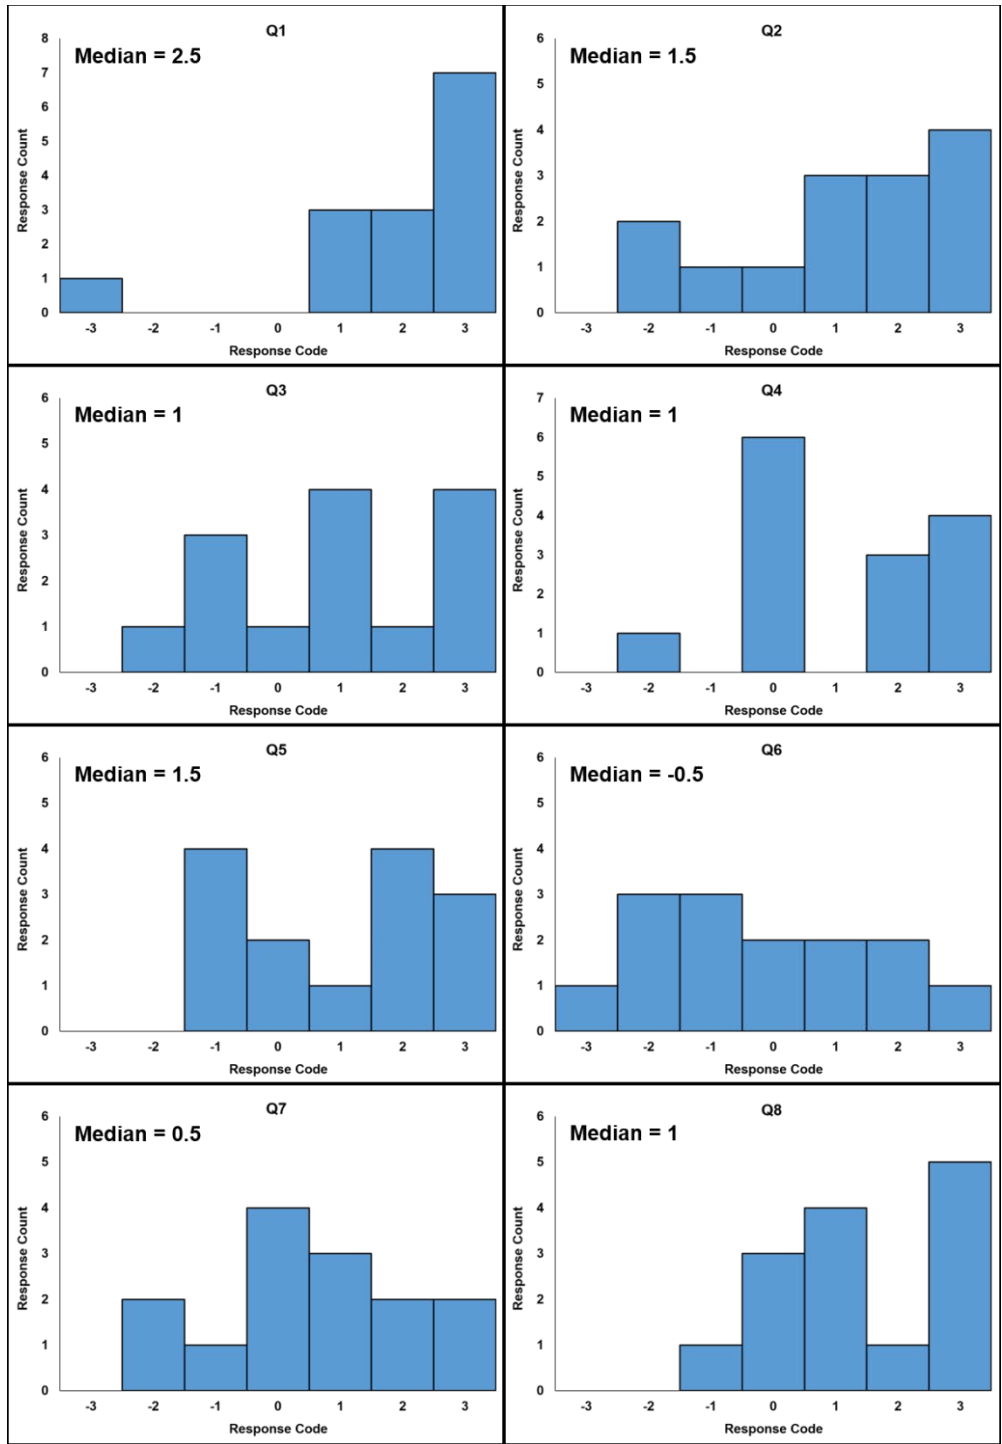 Q1
Median = 2.5
8
7
6
5
4
3
2
1
0
Response Count
-3 -2 -1 0 1 2 3
Response Code
Q2
Median = 1.5
6
5
4
3
2
1
0
Response Count
-3 -2 -1 0 1 2 3
Response Code
Q3
Median = 1
6
5
4
3
2
1
0
Response Count
-3 -2 -1 0 1 2 3
Response Code
Q4
Median = 1
7
6
5
4
3
2
1
0
Response Count
-3 -2 -1 0 1 2 3
Response Code
Q5
Median = 1.5
6
5
4
3
2
1
0
Response Count
-3 -2 -1 0 1 2 3
Response Code
Q6
Median = -0.5
6
5
4
3
2
1
0
Response Count
-3 -2 -1 0 1 2 3
Response Code
Q7
Median = 0.5
6
5
4
3
2
1
0
Response Count
-3 -2 -1 0 1 2 3
Response Code
Q8
Median = 1
6
5
4
3
2
1
0
Response Count
-3 -2 -1 0 1 2 3
Response Code